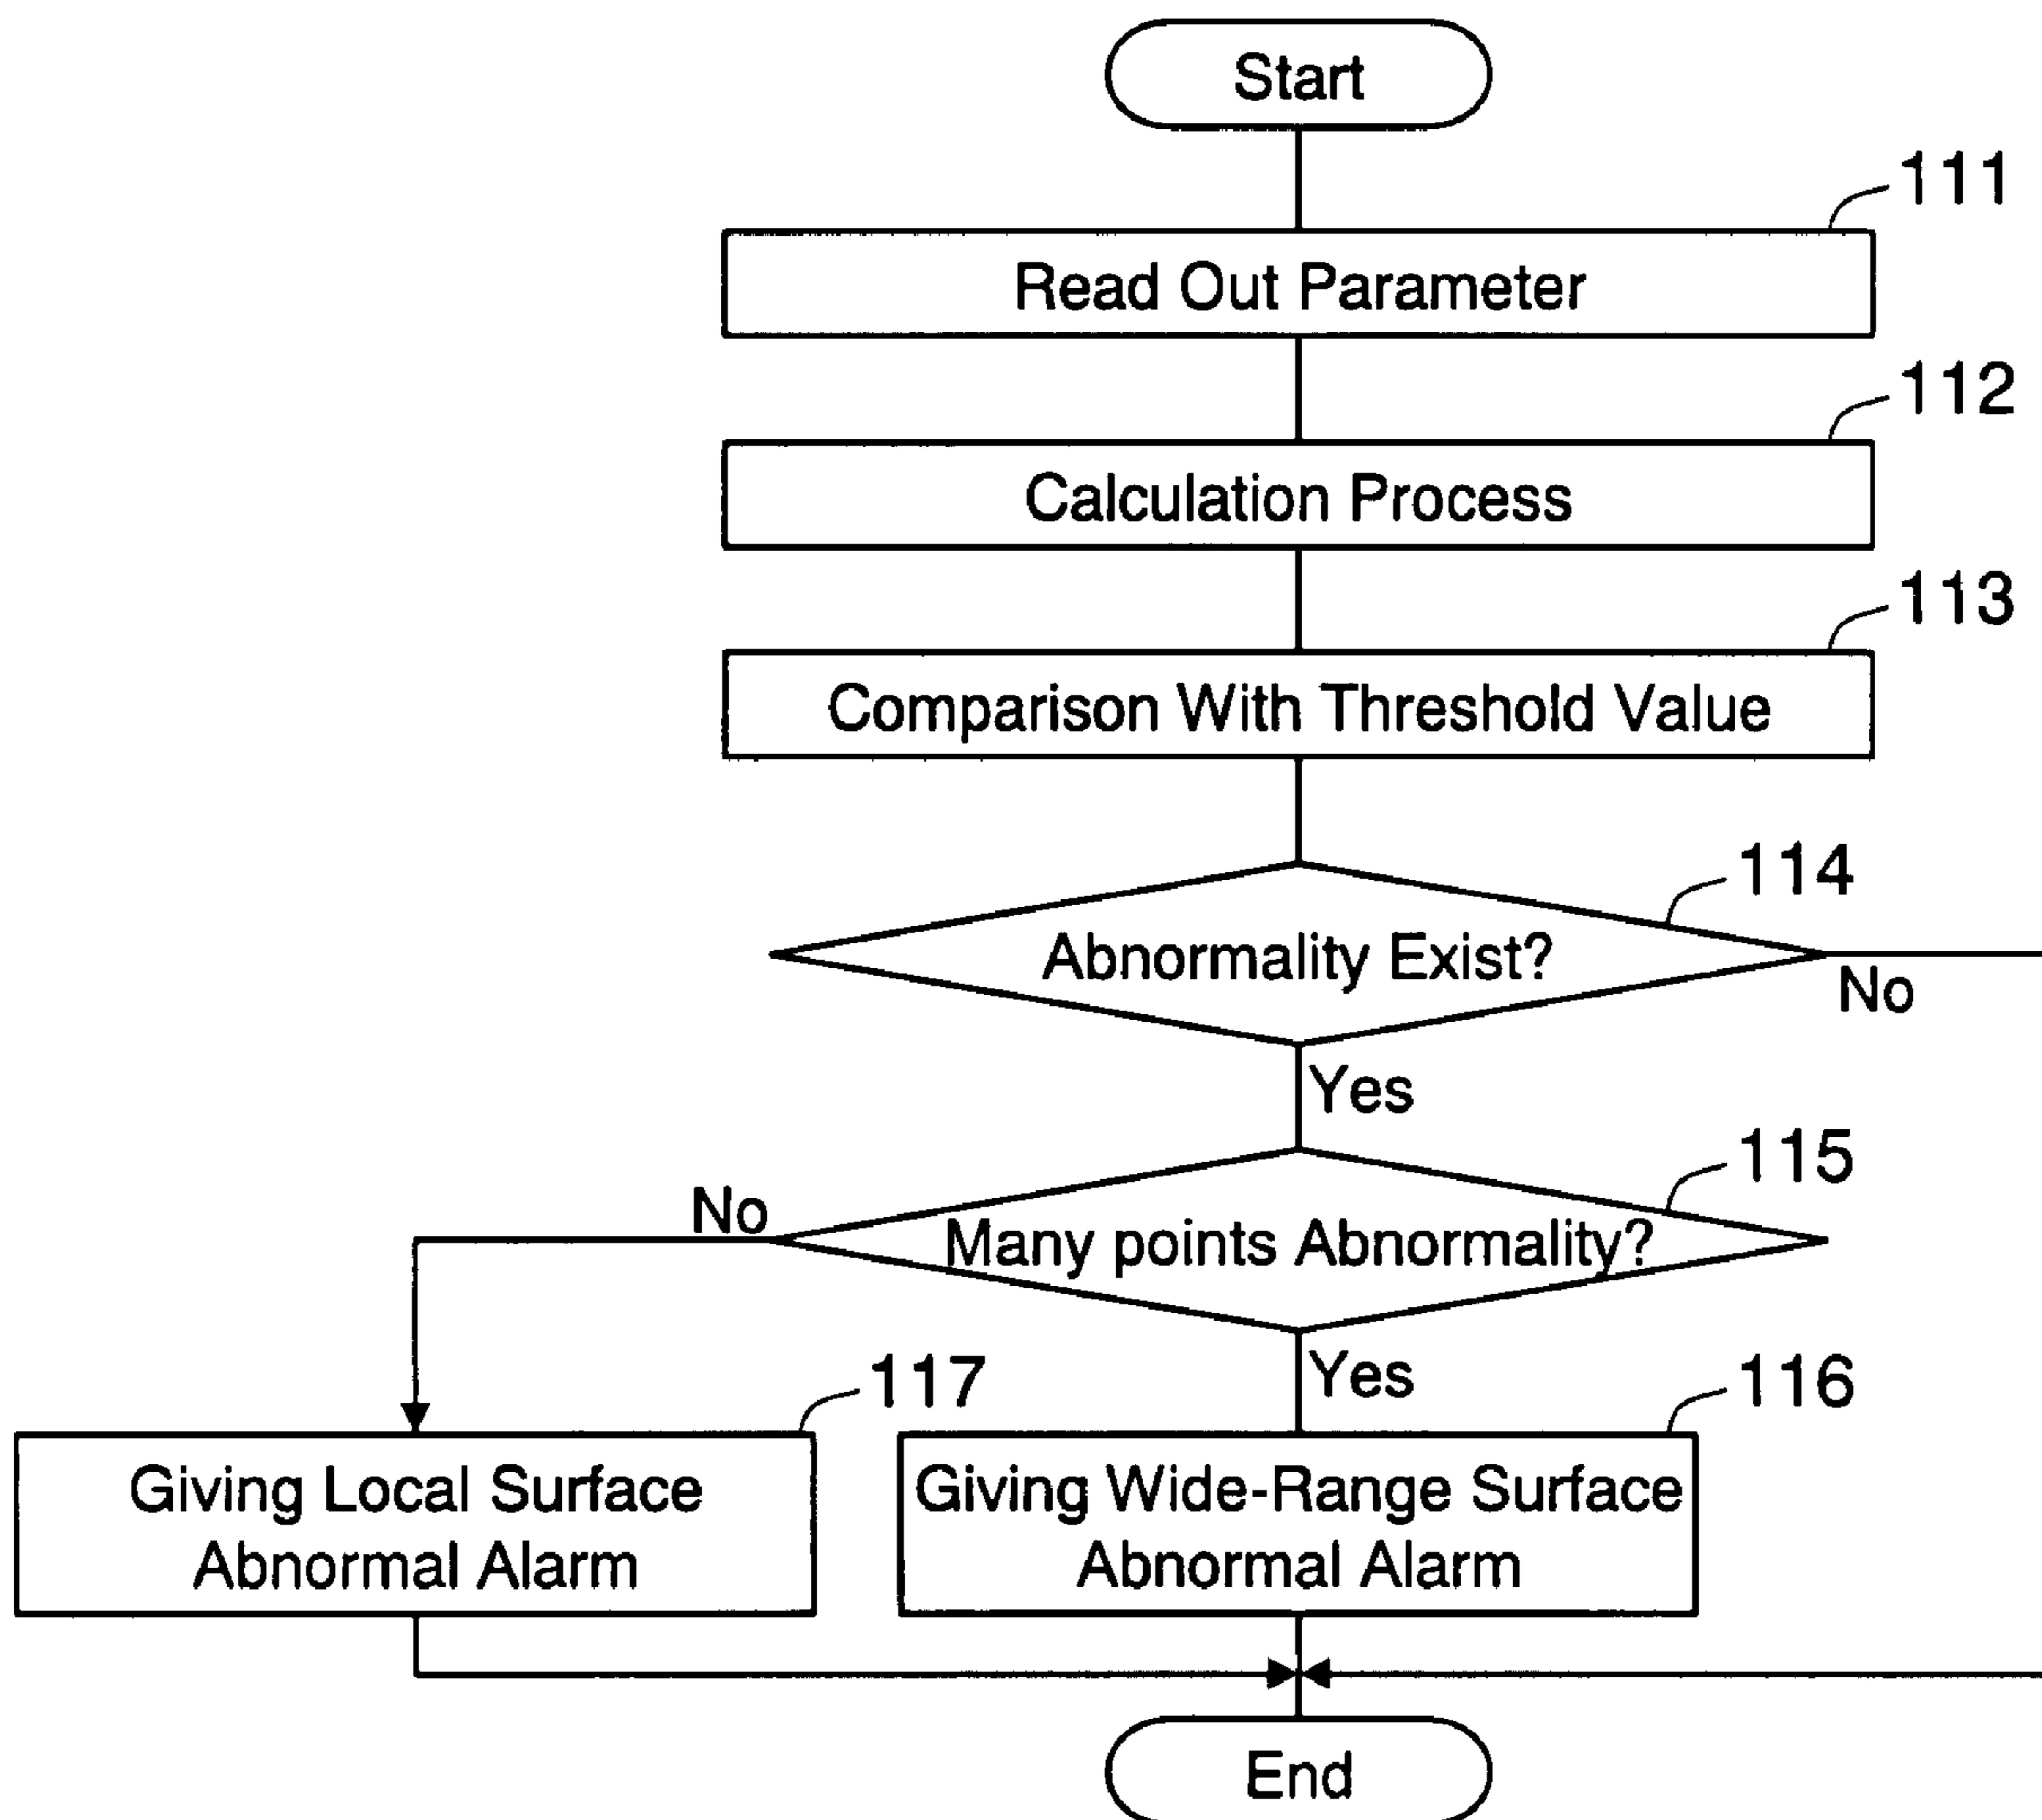 Start
111
Read Out Parameter
112
Calculation Process
113
Comparison With Threshold Value
114
Abnormality Exist?
No
Yes
115
No
Many points Abnormality?
Yes
117
116
Giving Local Surface
Abnormal Alarm
Giving Wide-Range Surface
Abnormal Alarm
End